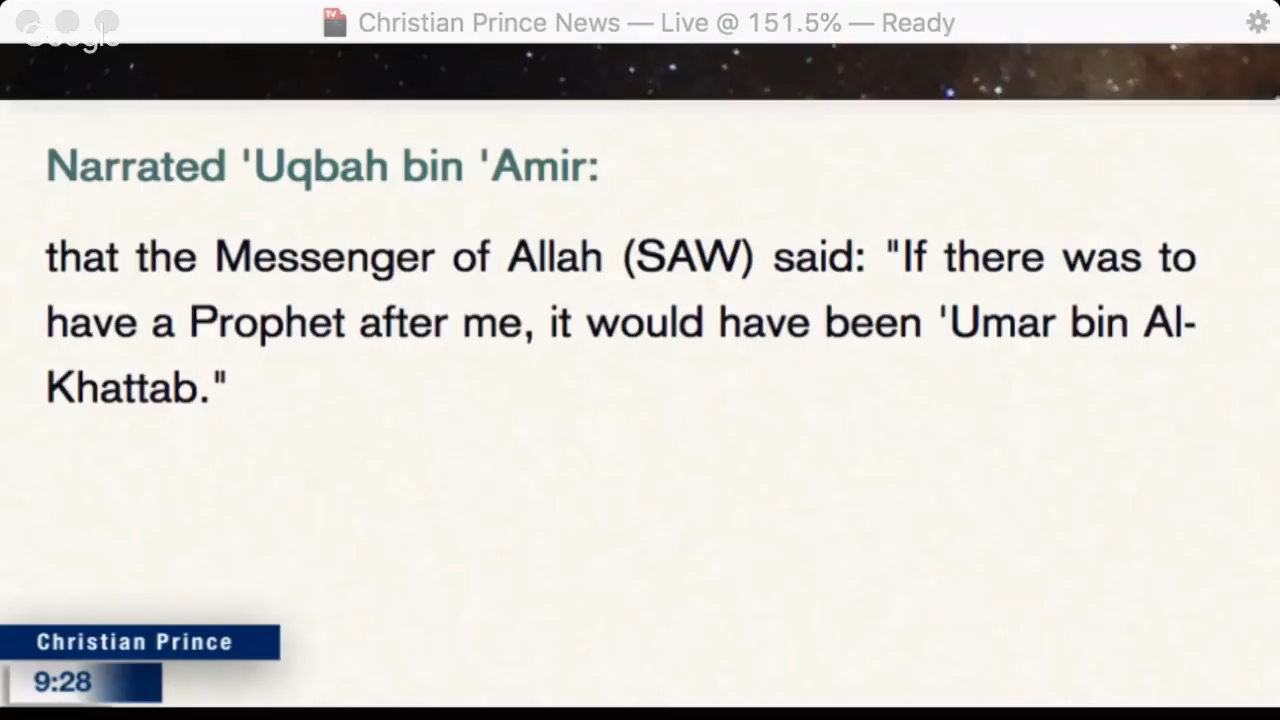 Christian Prince News — Live @ 151.5% — Ready
Google
Narrated 'Uqbah bin 'Amir:
that the Messenger of Allah (SAW) said: "If there was to
have a Prophet after me, it would have been 'Umar bin Al-
Khattab."
Christian Prince
9:28